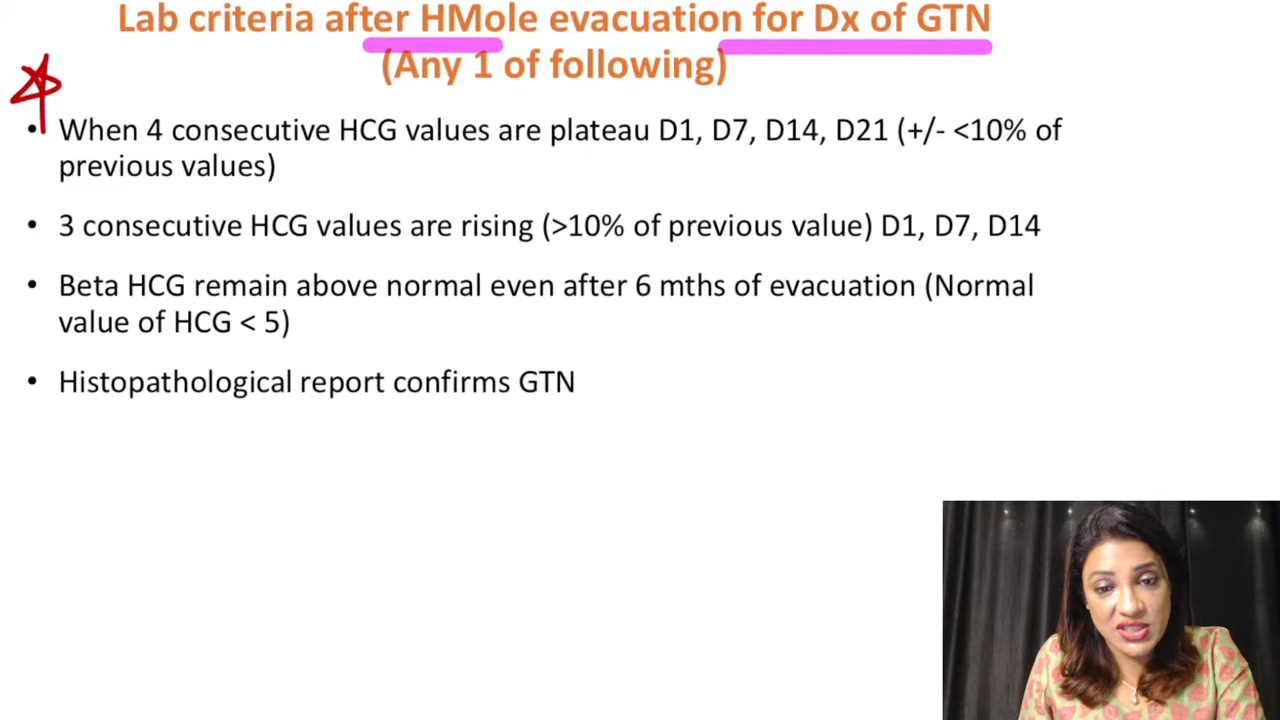 Lab criteria after HMole evacuation for Dx of GTN
(Any 1 of following)
• When 4 consecutive HCG values are plateau D1, D7, D14, D21 (+/- <10% of
previous values)
• 3 consecutive HCG values are rising (>10% of previous value) D1, D7, D14
• Beta HCG remain above normal even after 6 mths of evacuation (Normal
value of HCG < 5)
• Histopathological report confirms GTN